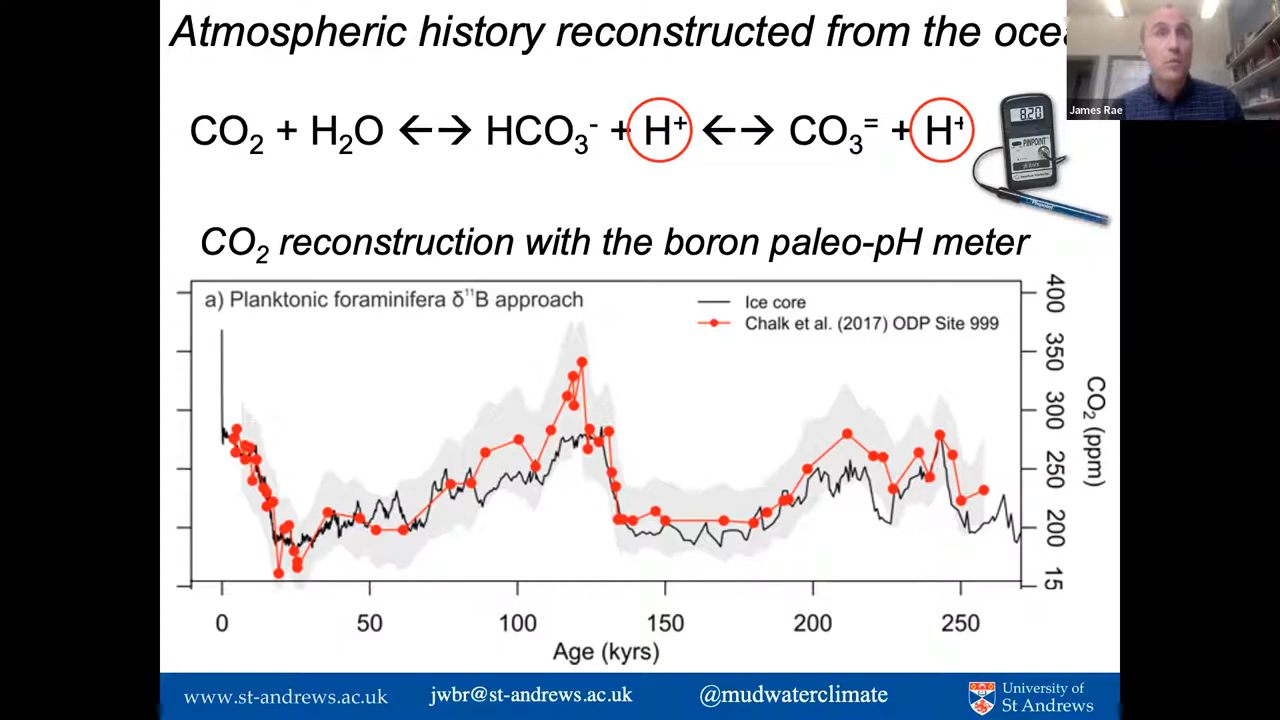 Atmospheric history reconstructed from the ocea
James Rae
CO₂ + H₂O ←→ HCO₃⁻ + H⁺ ←→ CO₃⁼ + H⁺
820
PINPOINT
CO₂ reconstruction with the boron paleo-pH meter
a) Planktonic foraminifera δ¹¹B approach
Ice core
Chalk et al. (2017) ODP Site 999
400
350
300
250
200
15
CO₂ (ppm)
0 50 100 150 200 250
Age (kyrs)
www.st-andrews.ac.uk jwbr@st-andrews.ac.uk @mudwaterclimate
University of
St Andrews